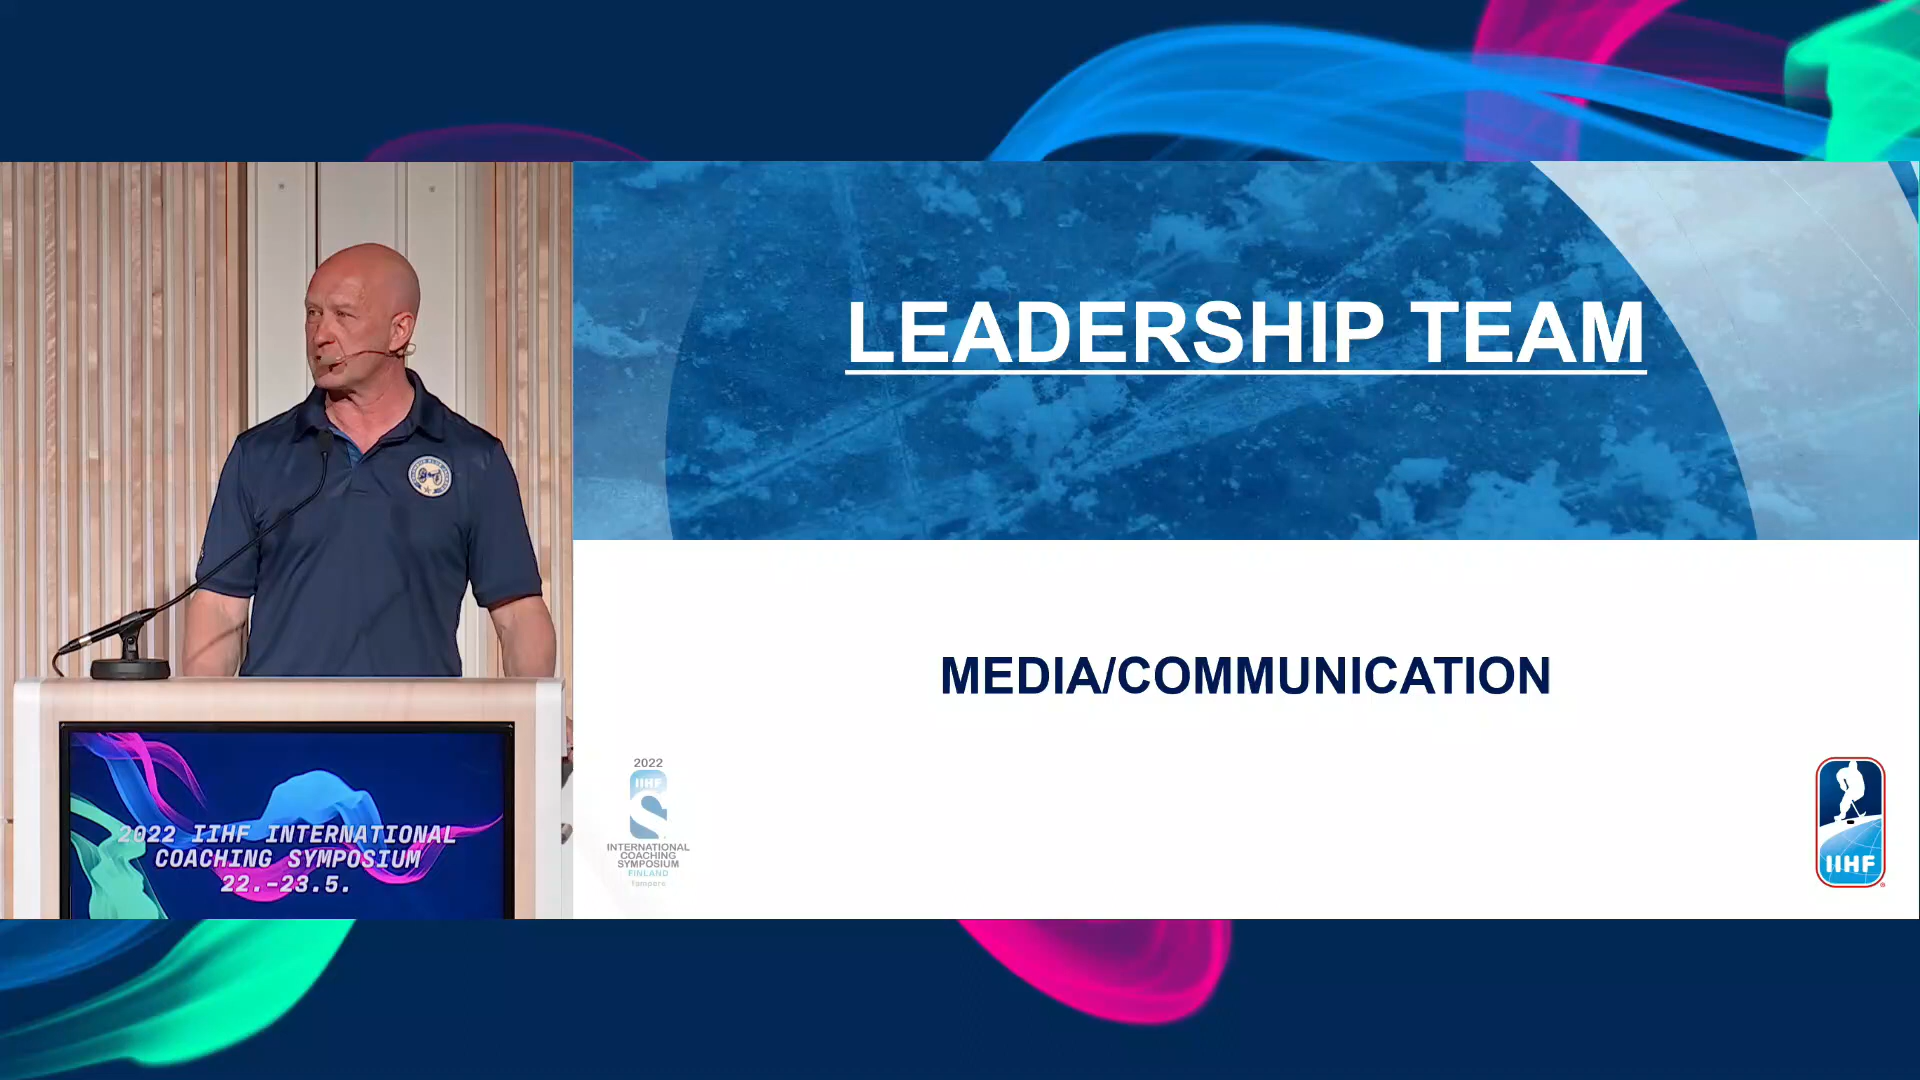 LEADERSHIP TEAM
MEDIA/COMMUNICATION
2022
IIHF
INTERNATIONAL
COACHING
SYMPOSIUM
FINLAND
Tampere
IIHF
2022 IIHF INTERNATIONAL
COACHING SYMPOSIUM
22.-23.5.